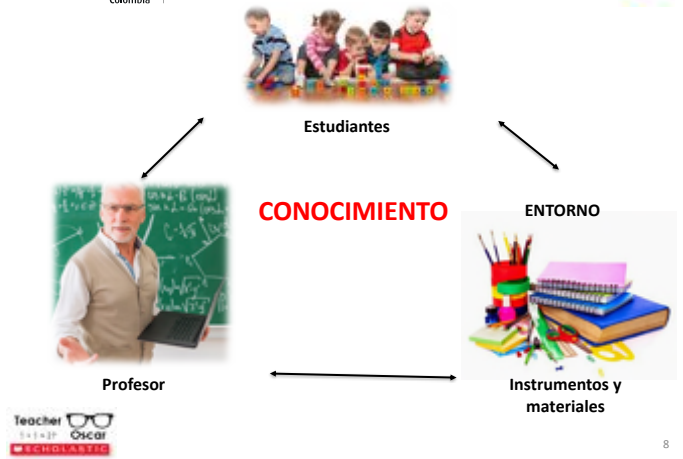 Colombia
Estudiantes
CONOCIMIENTO
ENTORNO
Profesor
Instrumentos y
materiales
Teacher
Oscar
SCHOLASTIC
8